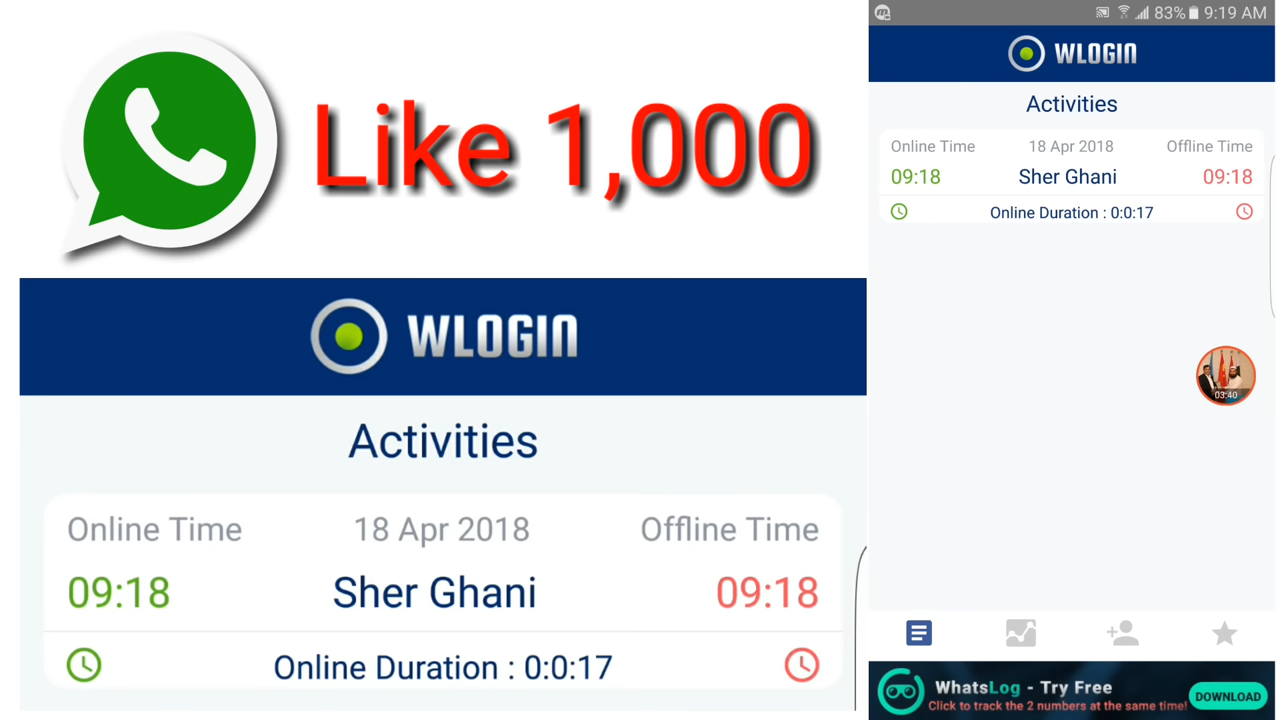 Like 1,000
WLOGIN
Activities
Online Time 18 Apr 2018 Offline Time
09:18 Sher Ghani 09:18
Online Duration : 0:0:17
83% 9:19 AM
WLOGIN
Activities
Online Time 18 Apr 2018 Offline Time
09:18 Sher Ghani 09:18
Online Duration : 0:0:17
03:40
WhatsLog - Try Free
Click to track the 2 numbers at the same time!
DOWNLOAD